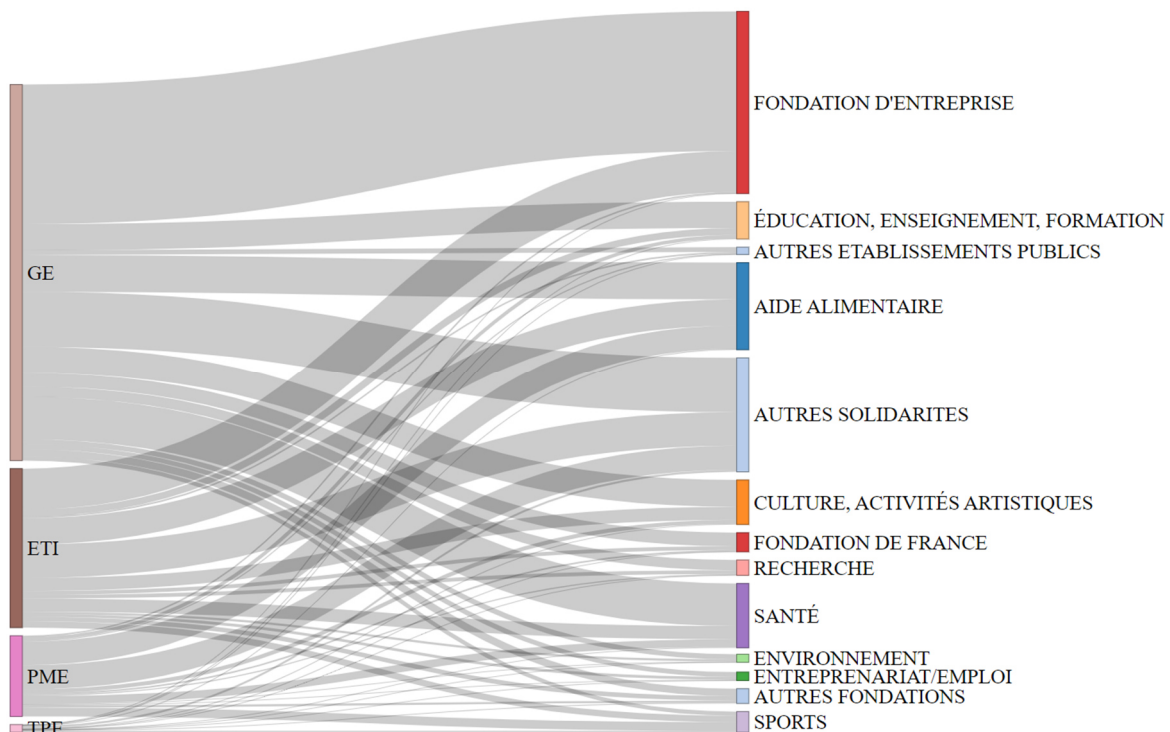 GE
ETI
PME
TPE
FONDATION D'ENTREPRISE
ÉDUCATION, ENSEIGNEMENT, FORMATION
AUTRES ETABLISSEMENTS PUBLICS
AIDE ALIMENTAIRE
AUTRES SOLIDARITES
CULTURE, ACTIVITÉS ARTISTIQUES
FONDATION DE FRANCE
RECHERCHE
SANTÉ
ENVIRONNEMENT
ENTREPRENARIAT/EMPLOI
AUTRES FONDATIONS
SPORTS